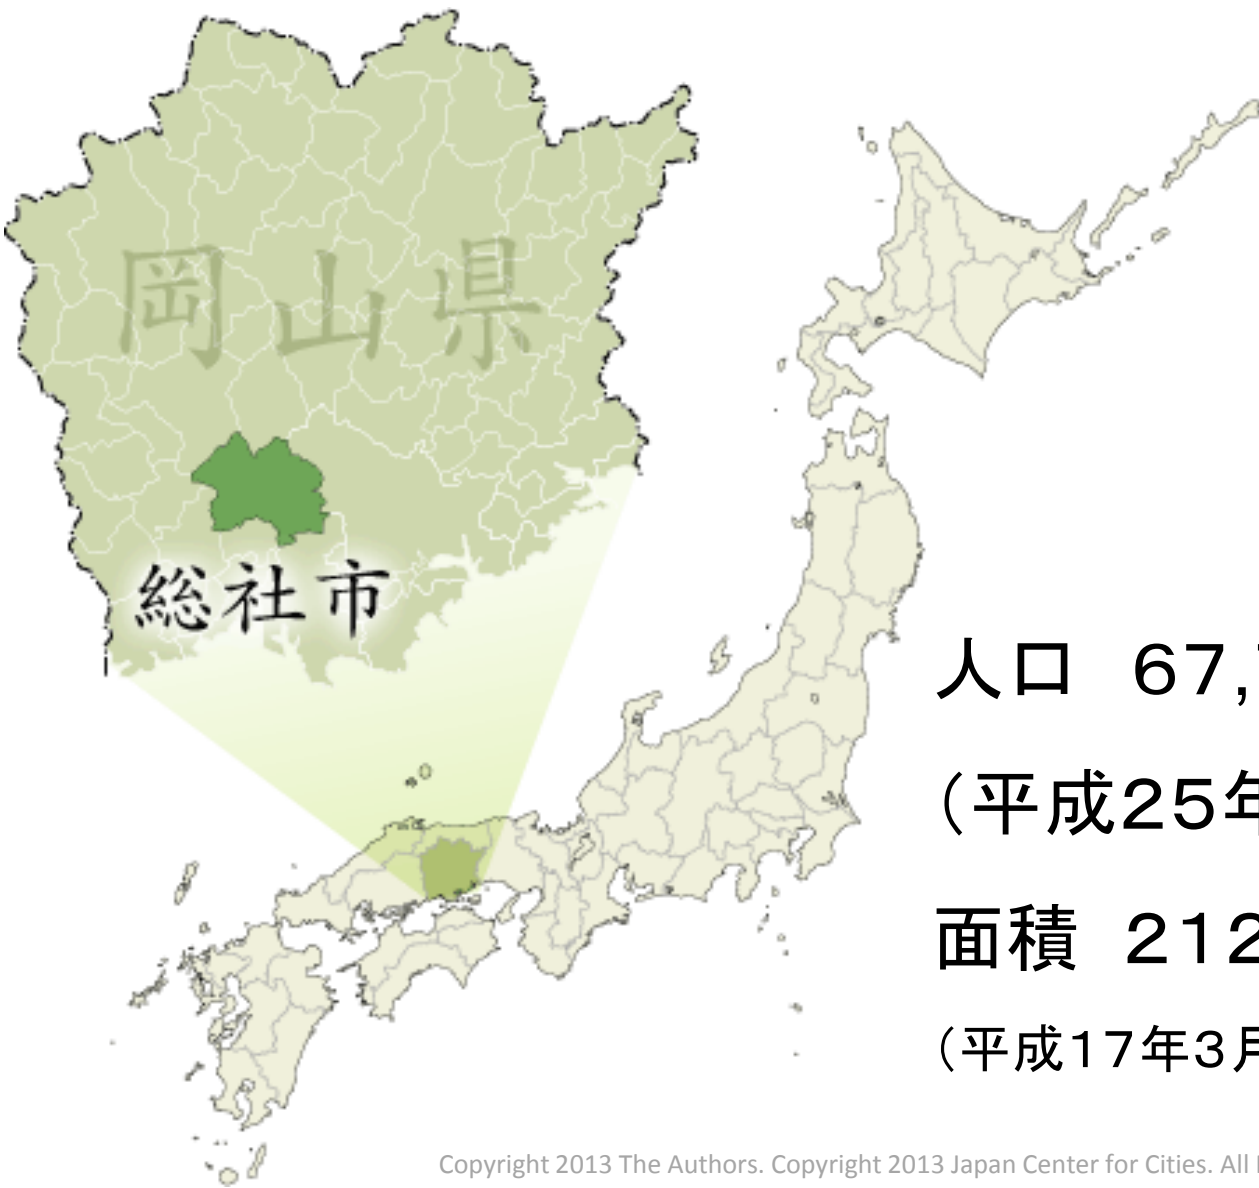 岡山県
総社市
人口　６７,
（平成２５年
面積　２１２
（平成１７年３月
Copyright 2013 The Authors. Copyright 2013 Japan Center for Cities. All